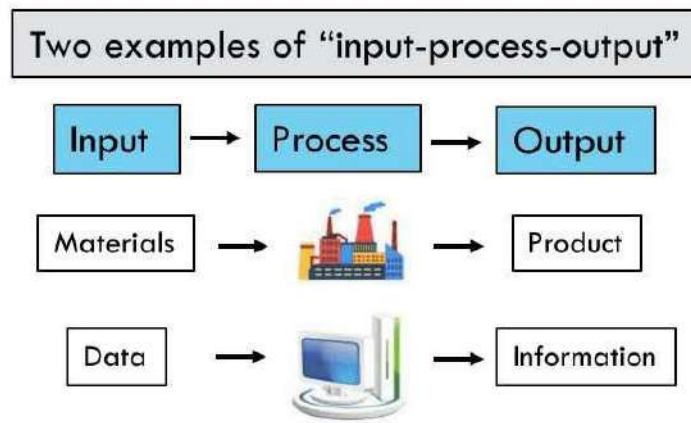 Two examples of “input-process-output”
Input Process Output
Materials Product
Data Information